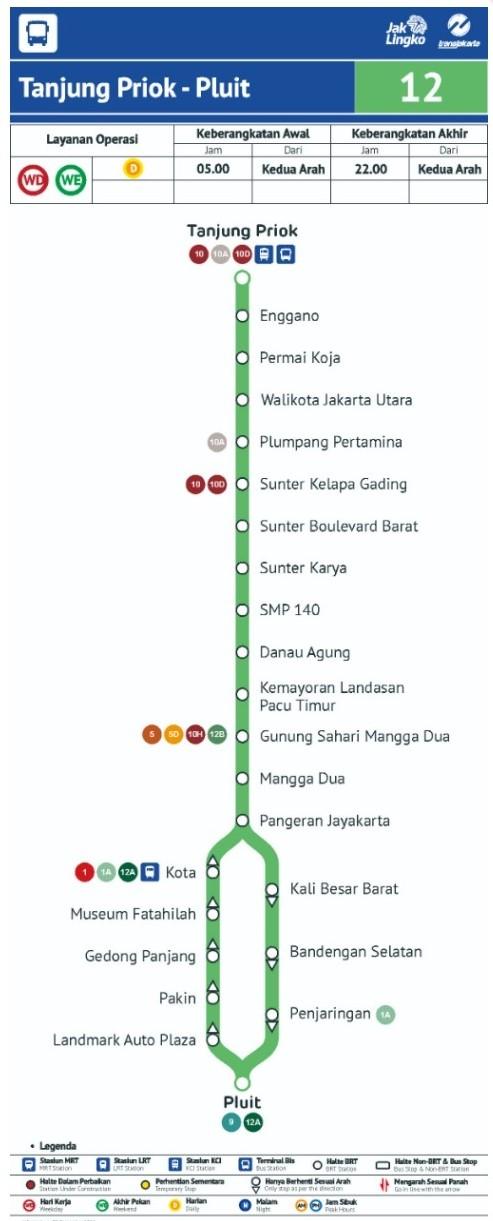 Jak
Lingko
transjakarta
Tanjung Priok - Pluit
12
Layanan Operasi
Keberangkatan Awal
Keberangkatan Akhir
Jam
Dari
Jam
Dari
WD
WE
D
05.00
Kedua Arah
22.00
Kedua Arah
Tanjung Priok
10 10A 10D
Enggano
Permai Koja
Walikota Jakarta Utara
10A Plumpang Pertamina
10 10D Sunter Kelapa Gading
Sunter Boulevard Barat
Sunter Karya
SMP 140
Danau Agung
Kemayoran Landasan
Pacu Timur
5 5D 10H 12B Gunung Sahari Mangga Dua
Mangga Dua
Pangeran Jayakarta
1 1A 12A Kota
Kali Besar Barat
Museum Fatahilah
Bandengan Selatan
Gedong Panjang
Pakin
Penjaringan 1A
Landmark Auto Plaza
Pluit
9 12A
• Legenda
Stasiun MRT
MRT Station
Stasiun LRT
LRT Station
Stasiun KCI
KCI Station
Terminal Bis
Bus Station
Halte BRT
BRT Station
Halte Non-BRT & Bus Stop
Bus Stop & Non-BRT Station
Halte Dalam Perbaikan
Station Under Construction
Perhentian Sementara
Temporary Stop
Hanya Berhenti Sesuai Arah
Only stop as per the direction
Mengarah Sesuai Panah
Go in line with the arrow
WD Hari Kerja
Weekday
WE Akhir Pekan
Weekend
D Harian
Daily
M Malam
Night
AM PM Jam Sibuk
Peak Hours